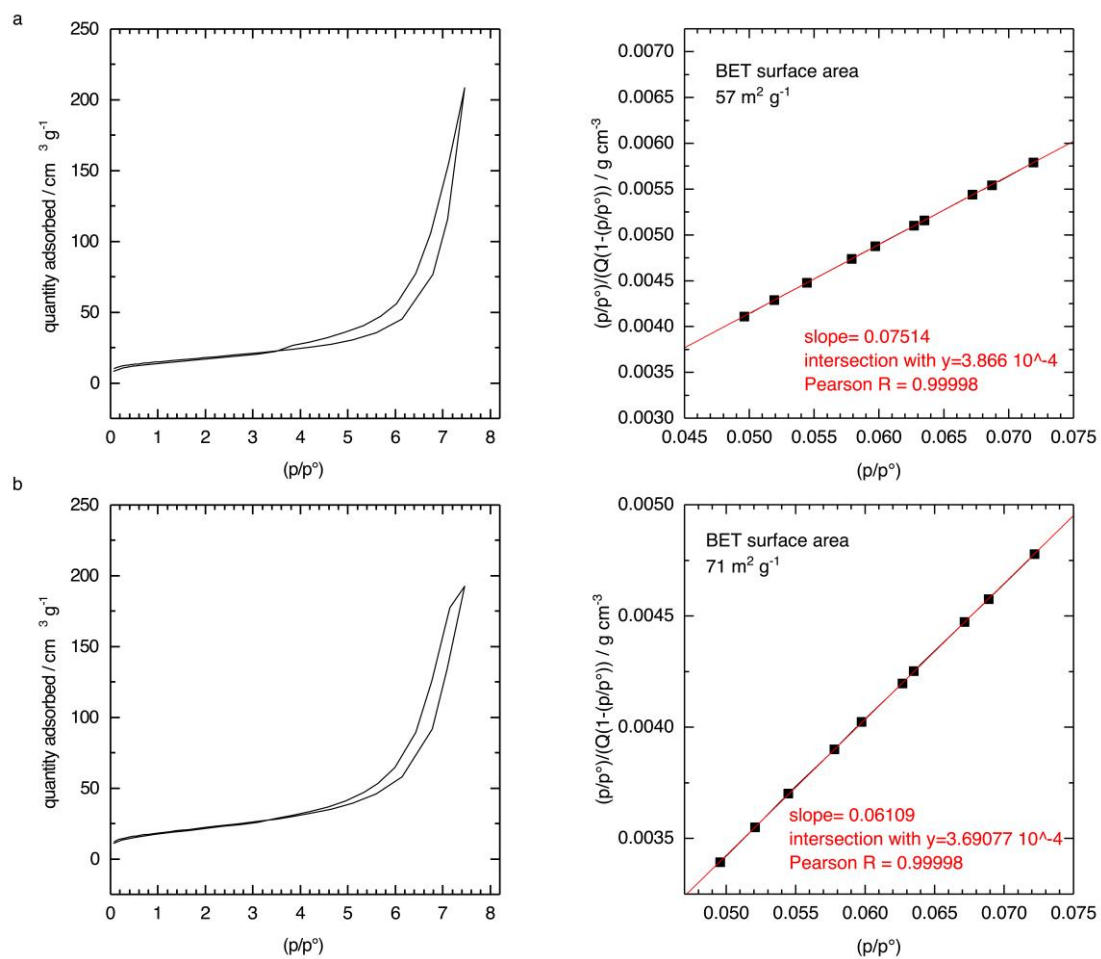 a
250
200
150
100
50
0
quantity adsorbed / cm ³ g⁻¹
0 1 2 3 4 5 6 7 8
(p/p°)
0.0070
0.0065
0.0060
0.0055
0.0050
0.0045
0.0040
0.0035
0.0030
(p/p°)/(Q(1-(p/p°)) / g cm⁻³
BET surface area
57 m² g⁻¹
slope= 0.07514
intersection with y=3.866 10^-4
Pearson R = 0.99998
0.045 0.050 0.055 0.060 0.065 0.070 0.075
(p/p°)
b
250
200
150
100
50
0
quantity adsorbed / cm ³ g⁻¹
0 1 2 3 4 5 6 7 8
(p/p°)
0.0050
0.0045
0.0040
0.0035
(p/p°)/(Q(1-(p/p°)) / g cm⁻³
BET surface area
71 m² g⁻¹
slope= 0.06109
intersection with y=3.69077 10^-4
Pearson R = 0.99998
0.050 0.055 0.060 0.065 0.070 0.075
(p/p°)